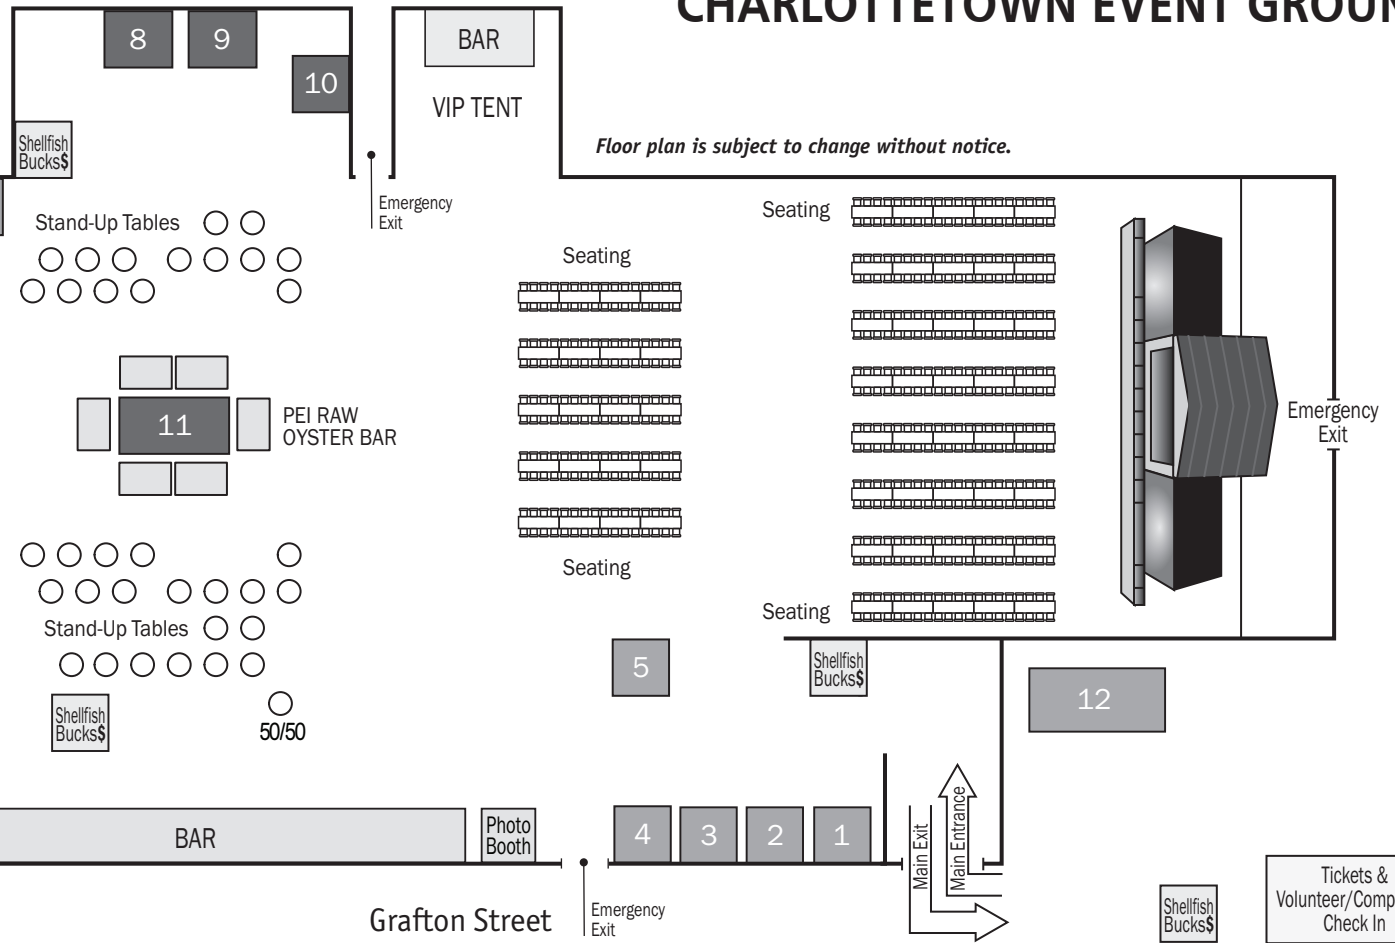 CHARLOTTETOWN EVENT
8
9
10
BAR
VIP TENT
Shellfish
Bucks$
Floor plan is subject to change without notice.
Emergency
Exit
Stand-Up Tables
Seating
Seating
11
PEI RAW
OYSTER BAR
Emergency
Exit
Seating
Seating
Stand-Up Tables
5
Shellfish
Bucks$
12
Shellfish
Bucks$
50/50
BAR
Photo
Booth
4
3
2
1
Main Exit
Main Entrance
Grafton Street
Emergency
Exit
Shellfish
Bucks$
Tickets &
Check In